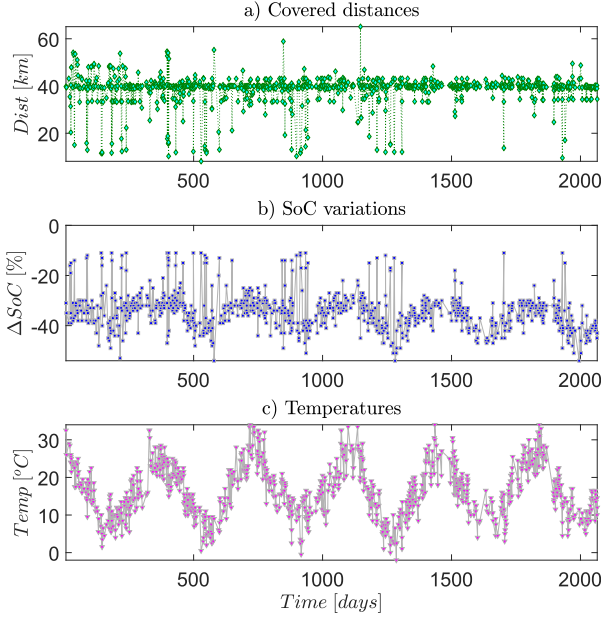 a) Covered distances
60
40
20
Dist [km]
500 1000 1500 2000
b) SoC variations
0
-20
-40
ΔSoC [%]
500 1000 1500 2000
c) Temperatures
30
20
10
0
Temp [°C]
500 1000 1500 2000
Time [days]